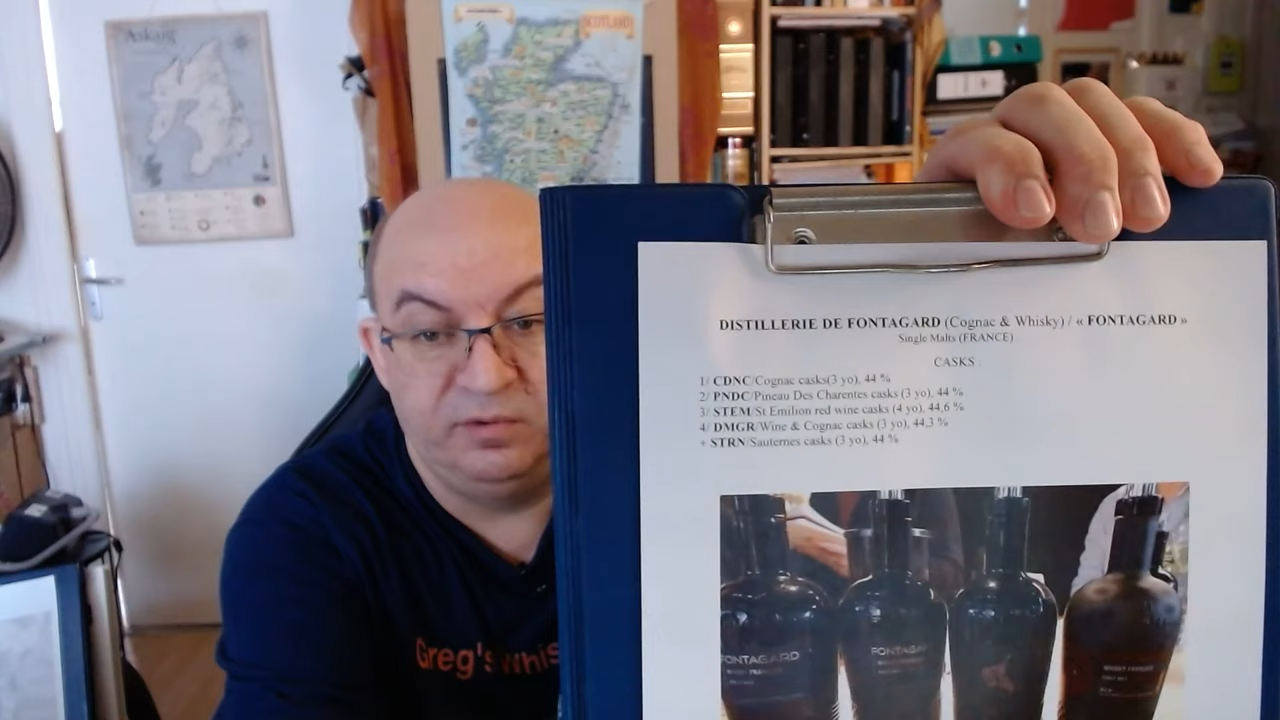 Askaig
SCOTLAND
DISTILLERIE DE FONTAGARD (Cognac & Whisky) / « FONTAGARD »
Single Malts (FRANCE)
CASKS :
1/ CDNC/Cognac casks(3 yo), 44 %
2/ PNDC/Pineau Des Charentes casks (3 yo), 44 %
3/ STEM/St Emilion red wine casks (4 yo), 44,6 %
4/ DMGR/Wine & Cognac casks (3 yo), 44,3 %
+ STRN/Sauternes casks (3 yo), 44 %
FONTAGARD
FONTAGA
Greg's Whis